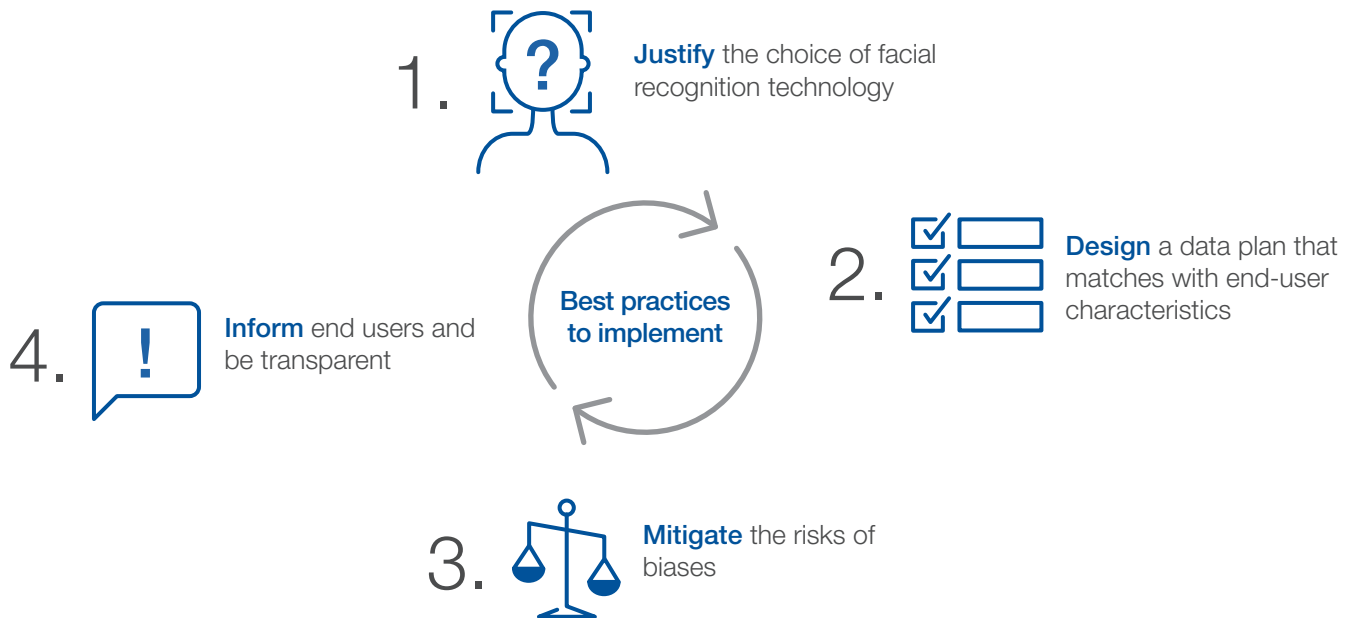 1.
?
Justify the choice of facial
recognition technology
2.
Design a data plan that
matches with end-user
characteristics
Best practices
to implement
4.
!
Inform end users and
be transparent
3.
Mitigate the risks of
biases